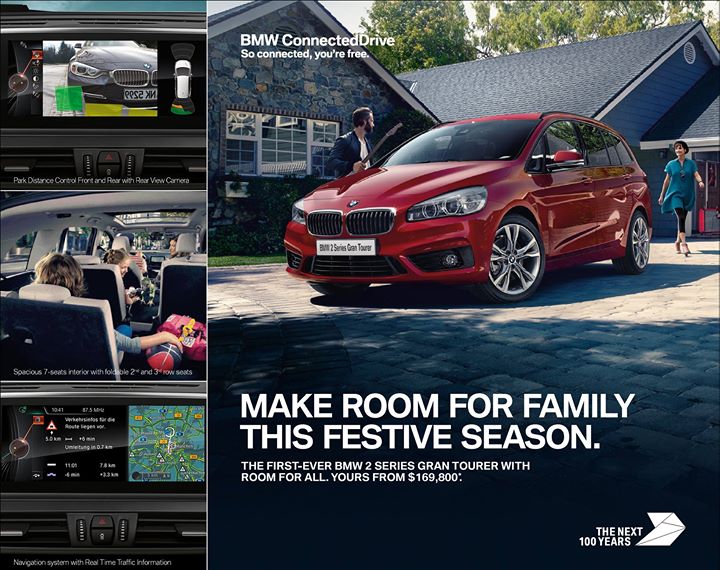 NK 5299
Park Distance Control Front and Rear with Rear View Camera
Spacious 7-seats interior with foldable 2nd and 3rd row seats
10:41 87.5 MHz
Verkehrsinfos für die
Route liegen vor.
5.0 km +6 min
Umleitung in 0.7 km
11:01 7.8 km
-6 min +3.3 km
Navigation system with Real Time Traffic Information
BMW ConnectedDrive
So connected, you're free.
BMW 2 Series Gran Tourer
MAKE ROOM FOR FAMILY
THIS FESTIVE SEASON.
THE FIRST-EVER BMW 2 SERIES GRAN TOURER WITH
ROOM FOR ALL. YOURS FROM $169,800*.
THE NEXT
100 YEARS